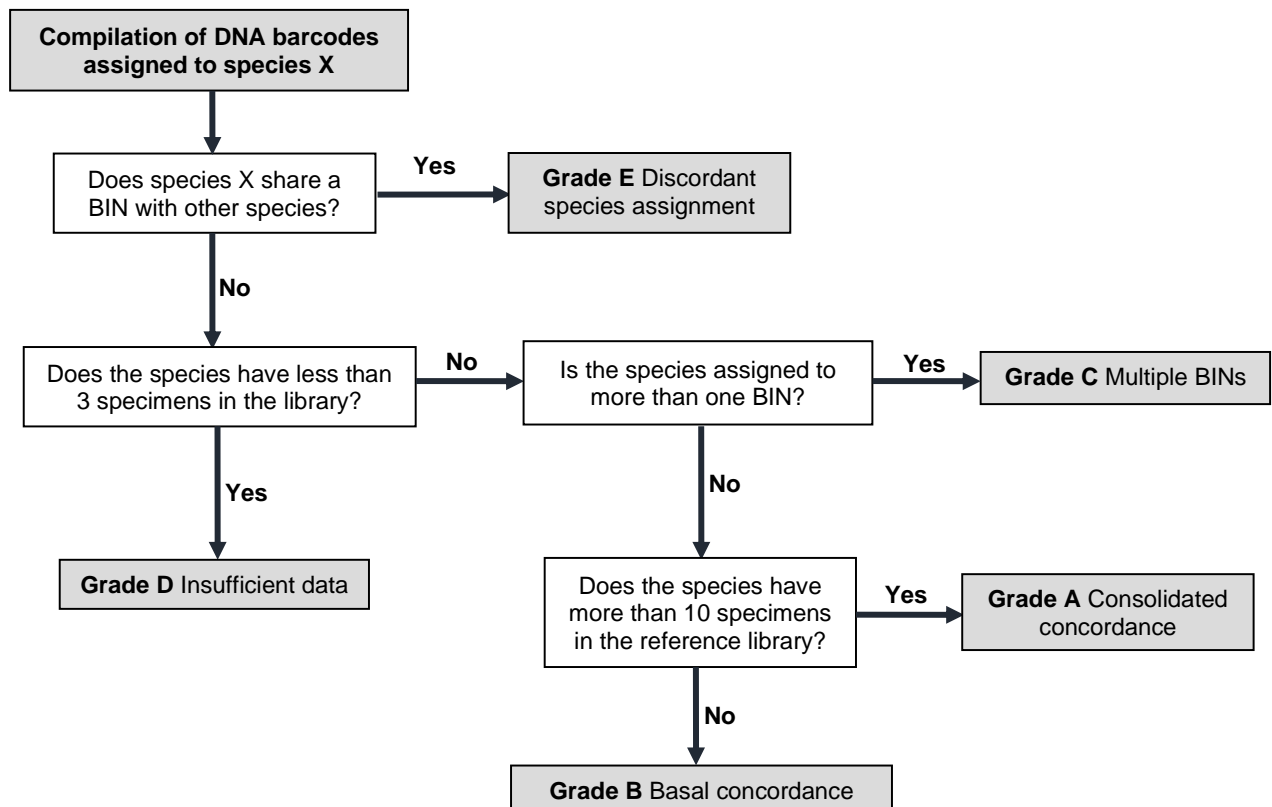 Compilation of DNA barcodes
assigned to species X
Does species X share a
BIN with other species?
Yes
Grade E Discordant
species assignment
No
Does the species have less than
3 specimens in the library?
No
Is the species assigned to
more than one BIN?
Yes
Grade C Multiple BINs
Yes
Grade D Insufficient data
No
Does the species have
more than 10 specimens
in the reference library?
Yes
Grade A Consolidated
concordance
No
Grade B Basal concordance